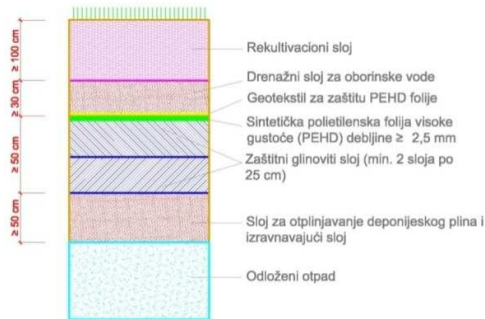 ≥ 100 cm
Rekultivacioni sloj
Drenažni sloj za oborinske vode
≥ 30 cm
Geotekstil za zaštitu PEHD folije
Sintetička polietilenska folija visoke
gustoće (PEHD) debljine ≥ 2,5 mm
≥ 50 cm
Zaštitni glinoviti sloj (min. 2 sloja po
25 cm)
≥ 50 cm
Sloj za otplinjavanje deponijeskog plina i
izravnavajući sloj
Odloženi otpad